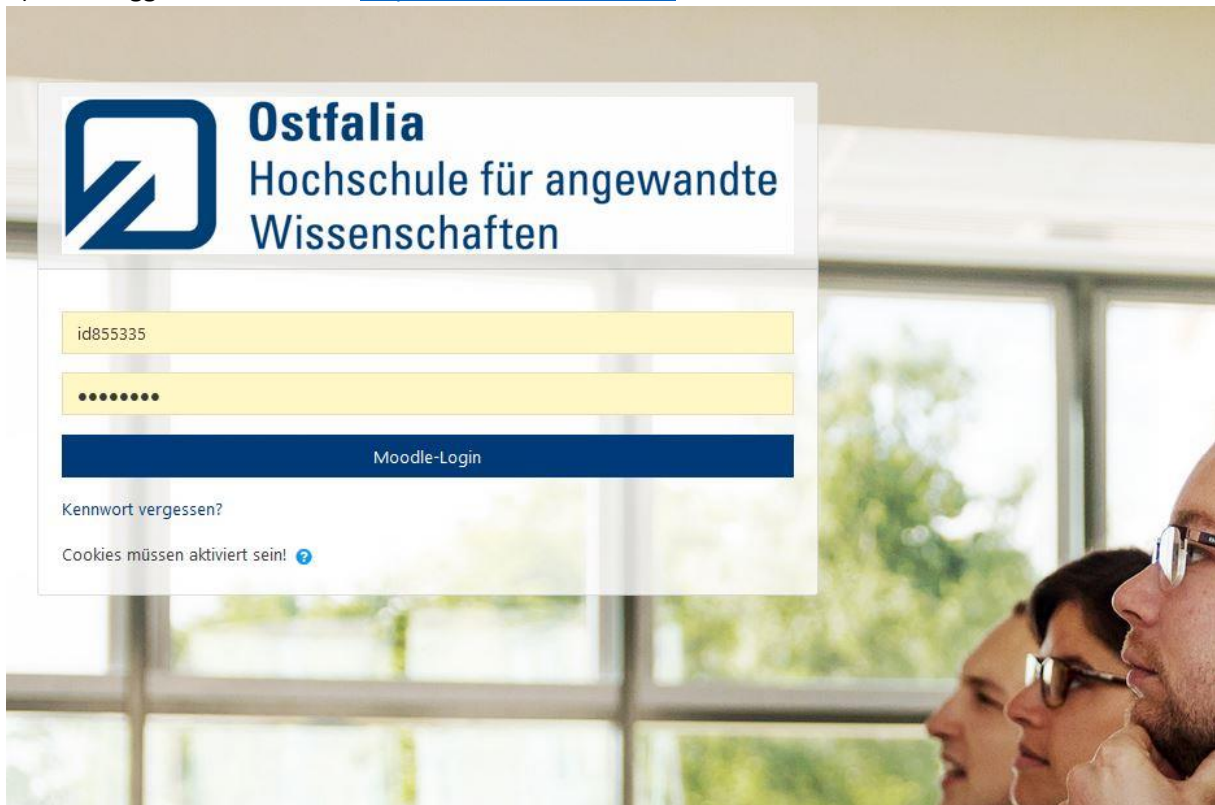 Ostfalia
Hochschule für angewandte
Wissenschaften
id855335
••••••••
Moodle-Login
Kennwort vergessen?
Cookies müssen aktiviert sein!